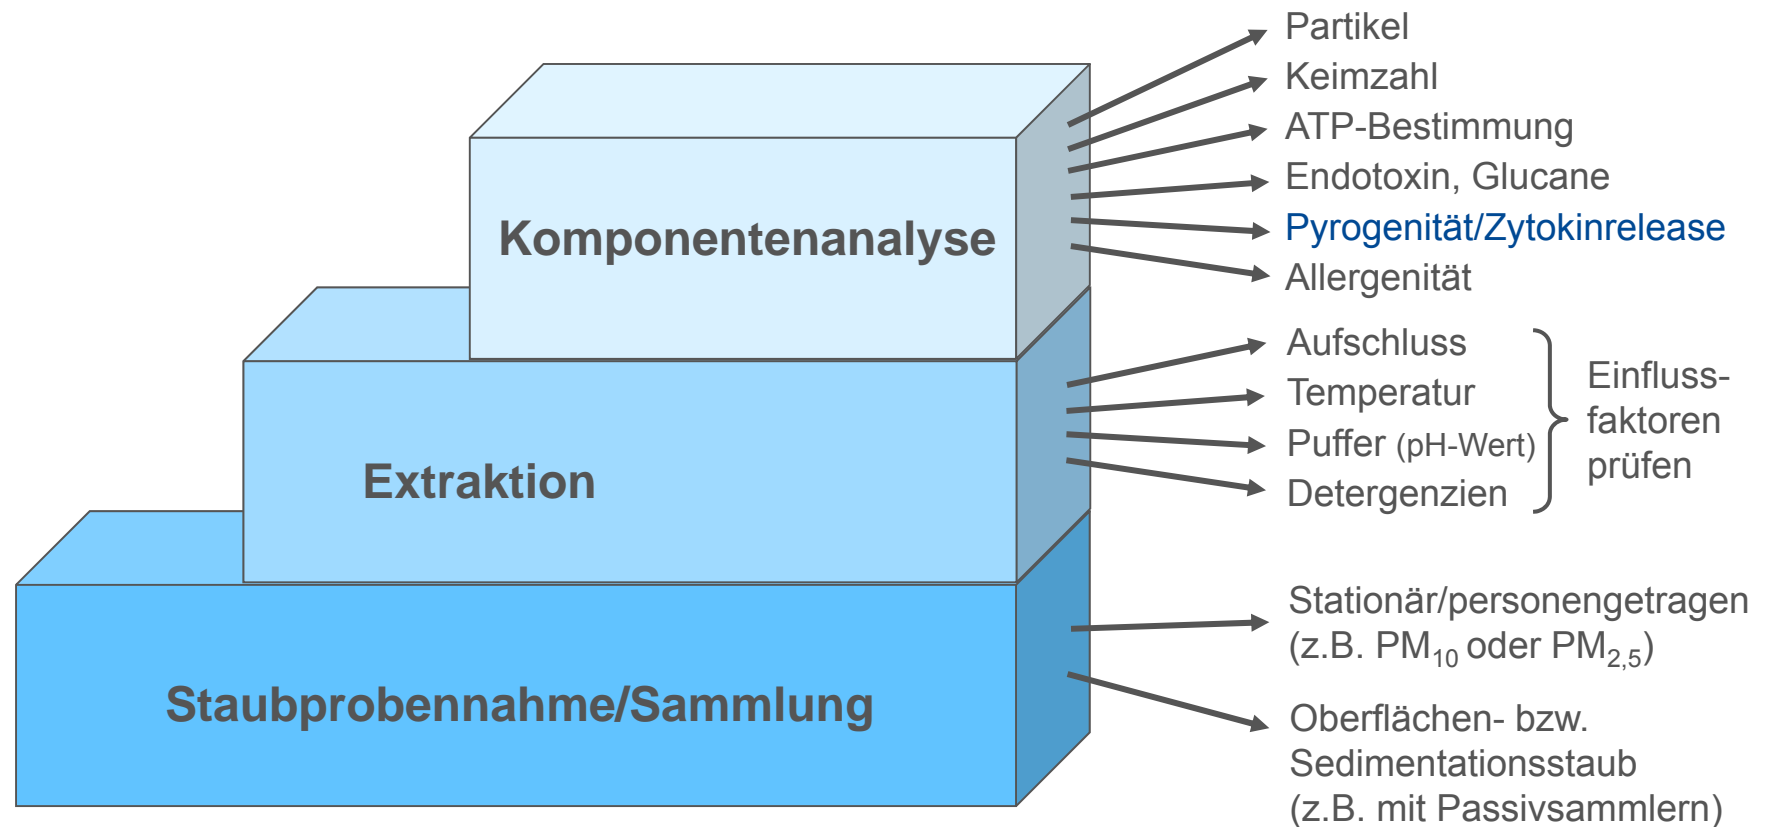 Partikel
Keimzahl
ATP-Bestimmung
Endotoxin, Glucane
Pyrogenität/Zytokinrelease
Allergenität
Komponentenanalyse
Aufschluss
Temperatur
Puffer (pH-Wert)
Detergenzien
Einfluss-
faktoren
prüfen
Extraktion
Stationär/personengetragen
(z.B. PM10 oder PM2,5)
Oberflächen- bzw.
Sedimentationsstaub
(z.B. mit Passivsammlern)
Staubprobennahme/Sammlung